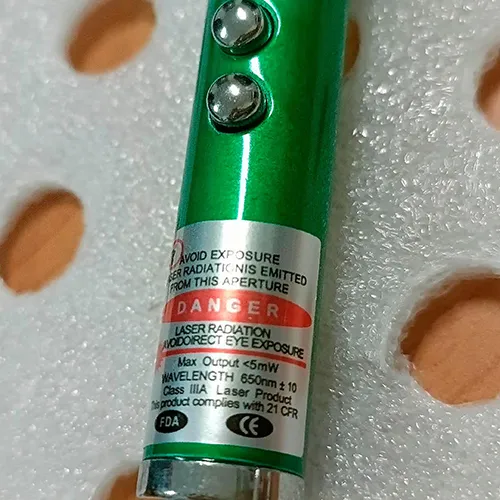 AVOID EXPOSURE
SER RADIATIONIS EMITTED
FROM THIS APERTURE
DANGER
LASER RADIATION
AVOIDDIRECT EYE EXPOSURE
Max Output <5mW
WAVELENGTH 650nm ± 10
Class IIIA Laser Product
This product complies with 21 CFR
FDA CE